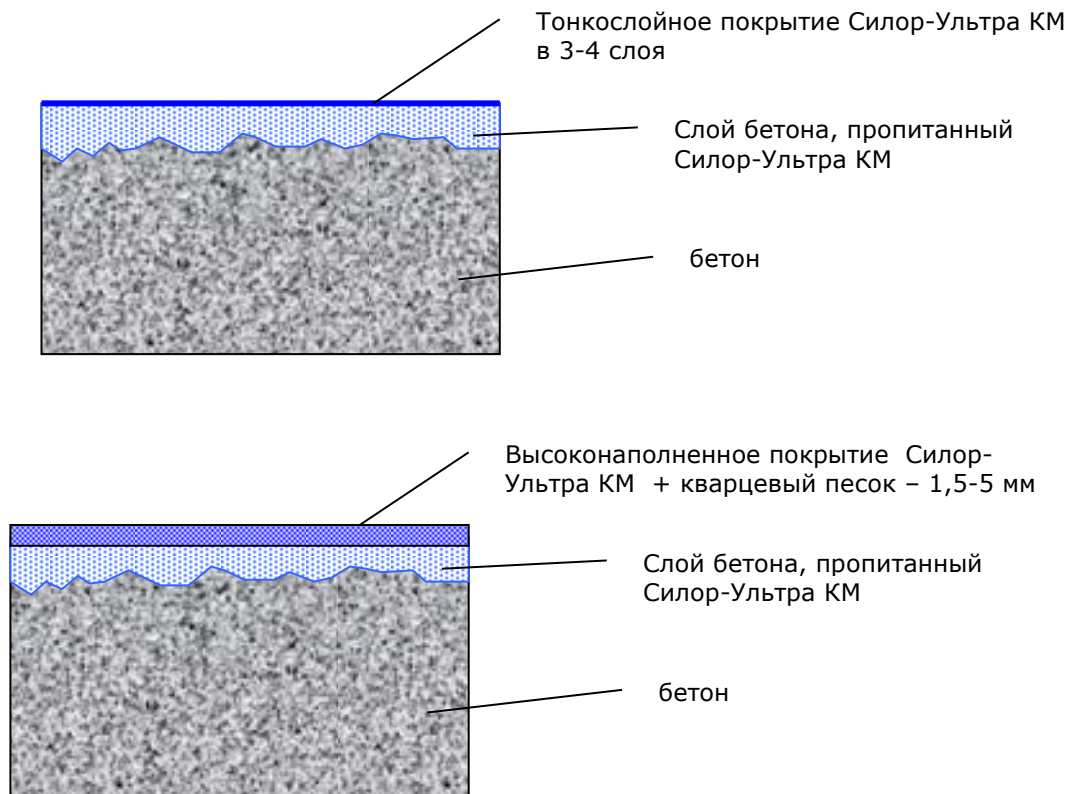 Тонкослойное покрытие Силор-Ультра КМ
в 3-4 слоя
Слой бетона, пропитанный
Силор-Ультра КМ
бетон
Высоконаполненное покрытие Силор-
Ультра КМ + кварцевый песок – 1,5-5 мм
Слой бетона, пропитанный
Силор-Ультра КМ
бетон